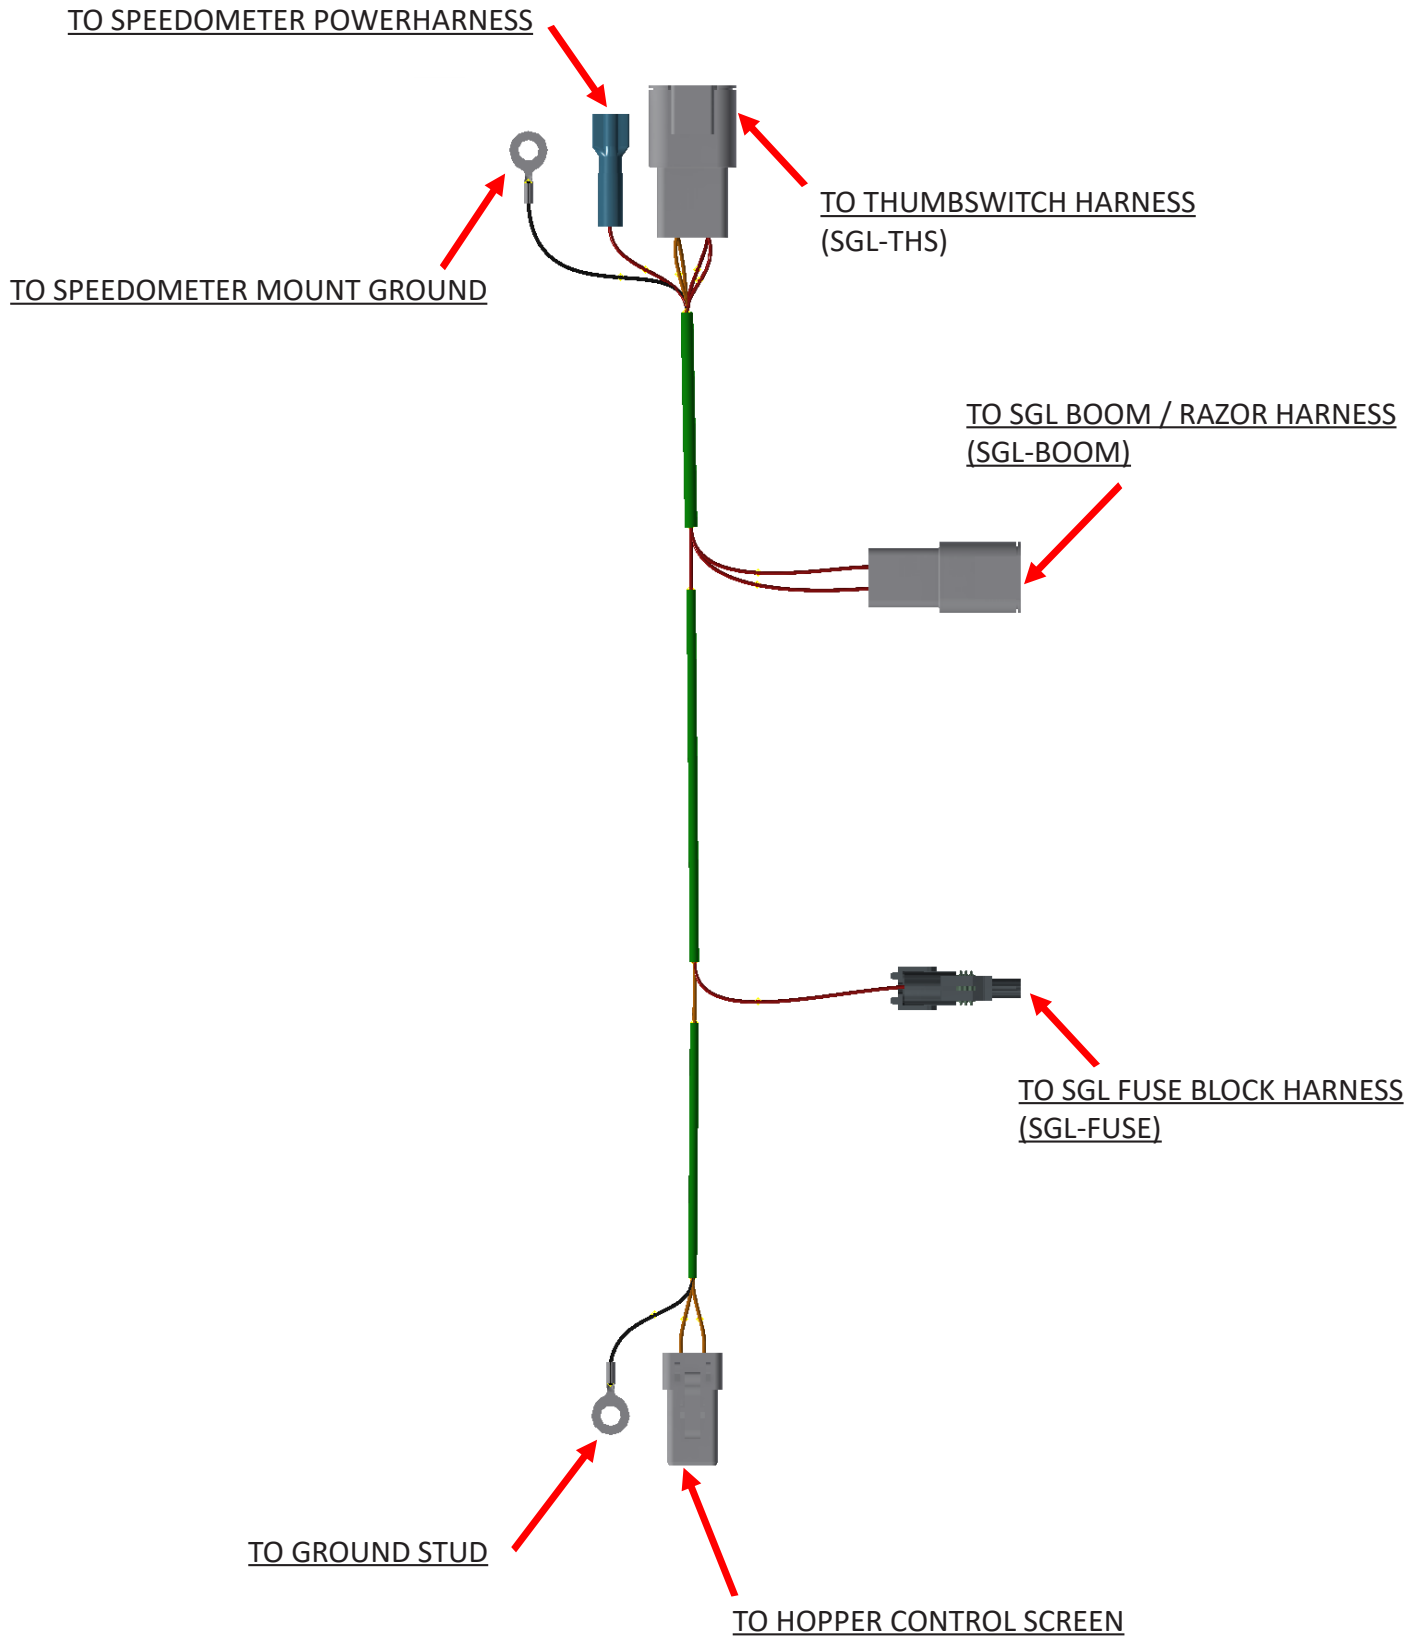 TO SPEEDOMETER POWERHARNESS
TO THUMBSWITCH HARNESS
(SGL-THS)
TO SPEEDOMETER MOUNT GROUND
TO SGL BOOM / RAZOR HARNESS
(SGL-BOOM)
TO SGL FUSE BLOCK HARNESS
(SGL-FUSE)
TO GROUND STUD
TO HOPPER CONTROL SCREEN